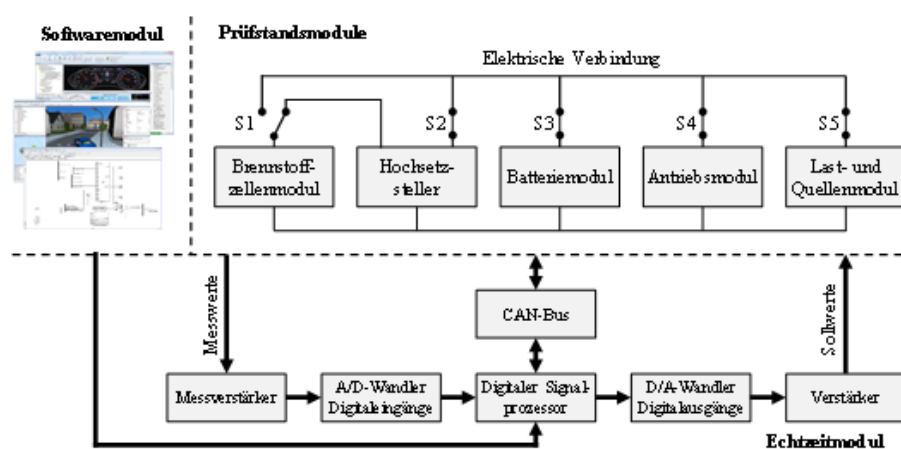 Softwaremodul
Prüfstandsmodule
Elektrische Verbindung
S1
S2
S3
S4
S5
Brennstoff-
zellenmodul
Hochsetz-
steller
Batteriemodul
Antriebsmodul
Last- und
Quellenmodul
Messwerte
CAN-Bus
Sollwerte
Messverstärker
A/D-Wandler
Digitaleingänge
Digitaler Signal-
prozessor
D/A-Wandler
Digitalausgänge
Verstärker
Echtzeitmodul